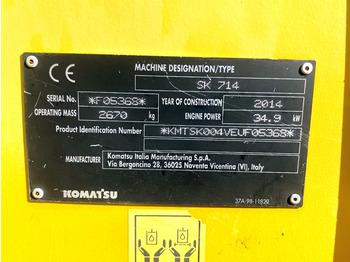 CE
MACHINE DESIGNATION/TYPE
SK 714
SERIAL No. *F05368* YEAR OF CONSTRUCTION 2014
OPERATING MASS 2670 kg ENGINE POWER 34.9 kW
Product Identification Number *KMTSK004VEUF05368*
MANUFACTURER Komatsu Italia Manufacturing S.p.A.
Via Bergoncino 28, 36025 Noventa Vicentina (VI), Italy
KOMATSU